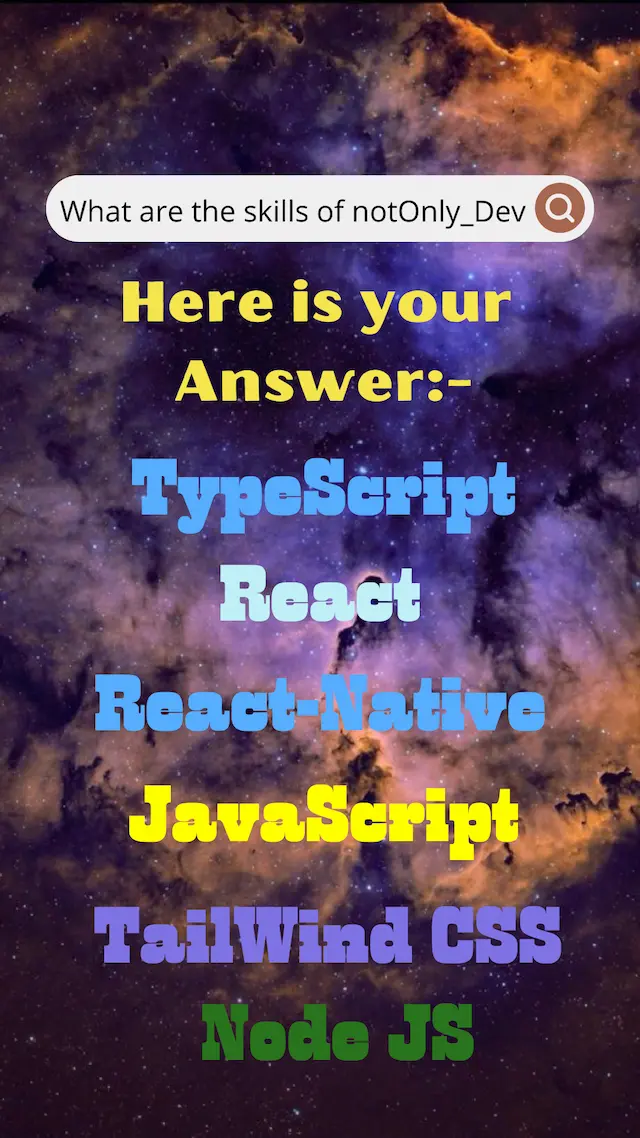 What are the skills of notOnly_Dev
Here is your
Answer:-
TypeScript
React
React-Native
JavaScript
TailWind CSS
Node JS